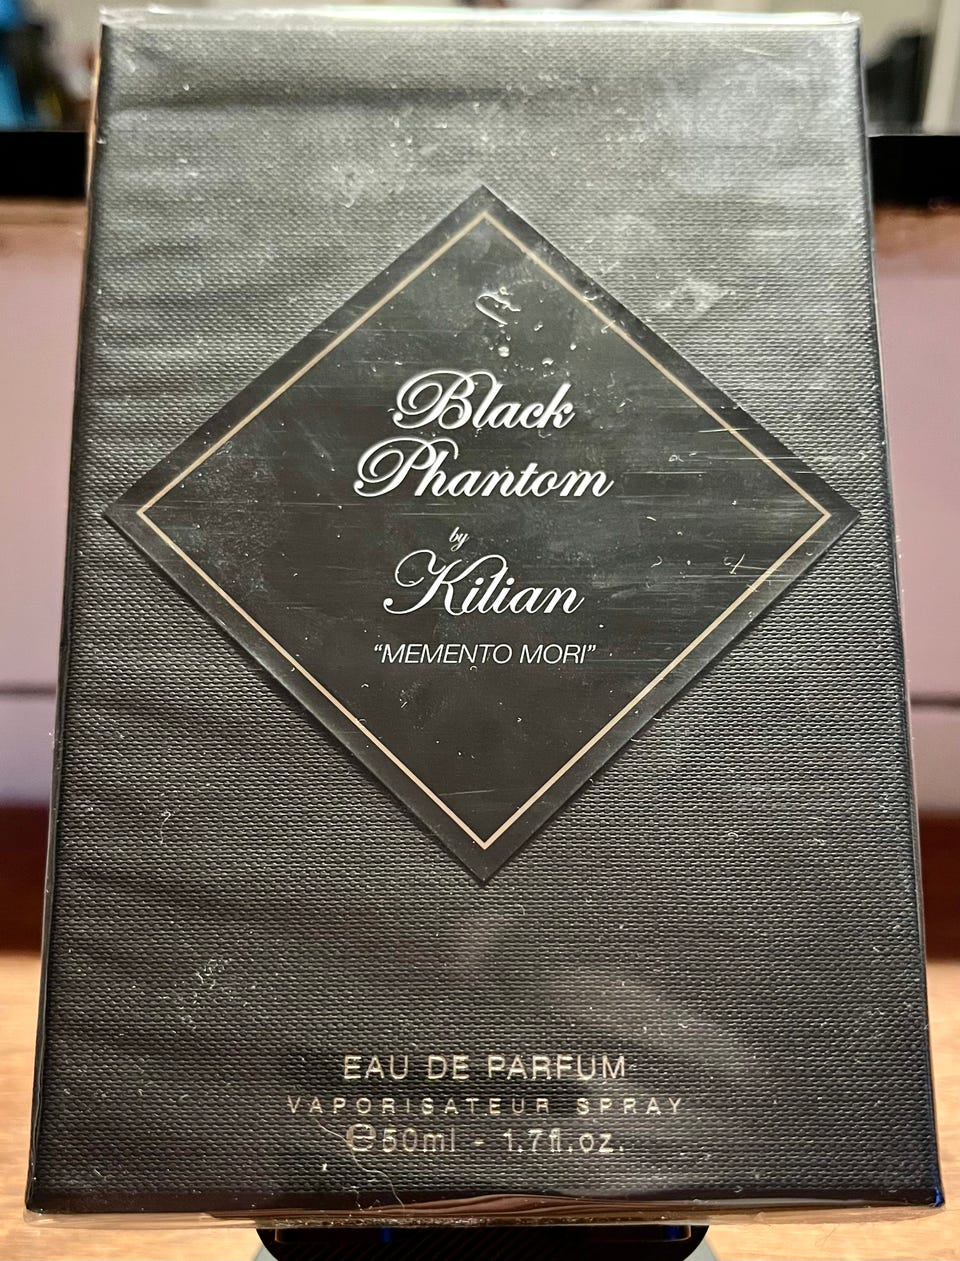 Black
Phantom
by
Kilian
“MEMENTO MORI”
EAU DE PARFUM
VAPORISATEUR SPRAY
℮50ml - 1.7fl.oz.